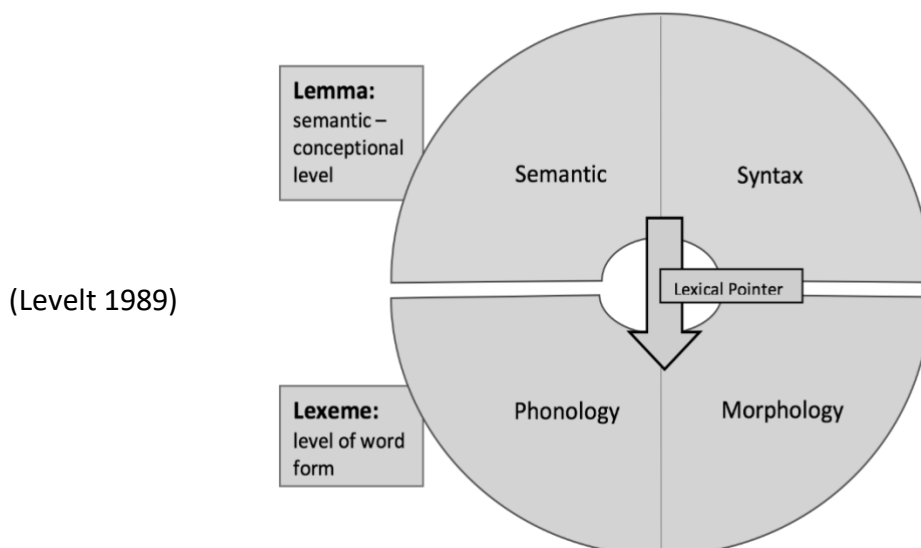 Lemma:
semantic –
conceptional
level
Semantic
Syntax
Lexical Pointer
(Levelt 1989)
Lexeme:
level of word
form
Phonology
Morphology